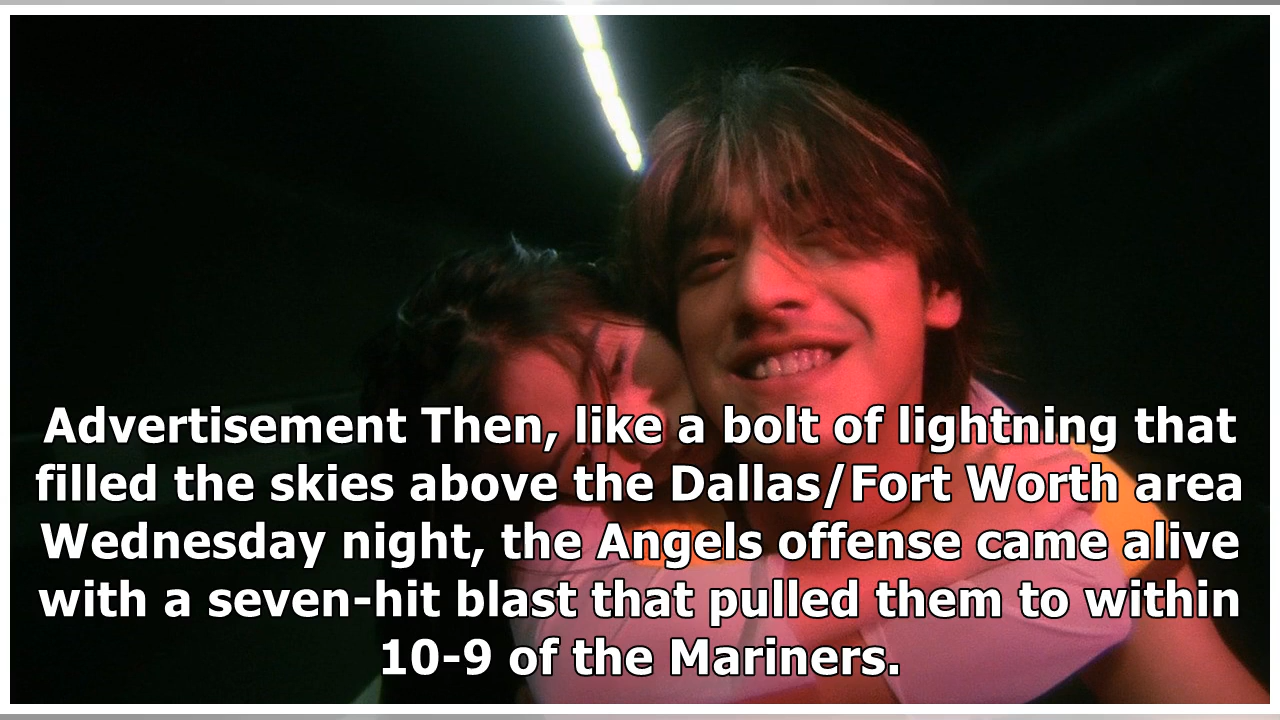 Advertisement Then, like a bolt of lightning that
filled the skies above the Dallas/Fort Worth area
Wednesday night, the Angels offense came alive
with a seven-hit blast that pulled them to within
10-9 of the Mariners.